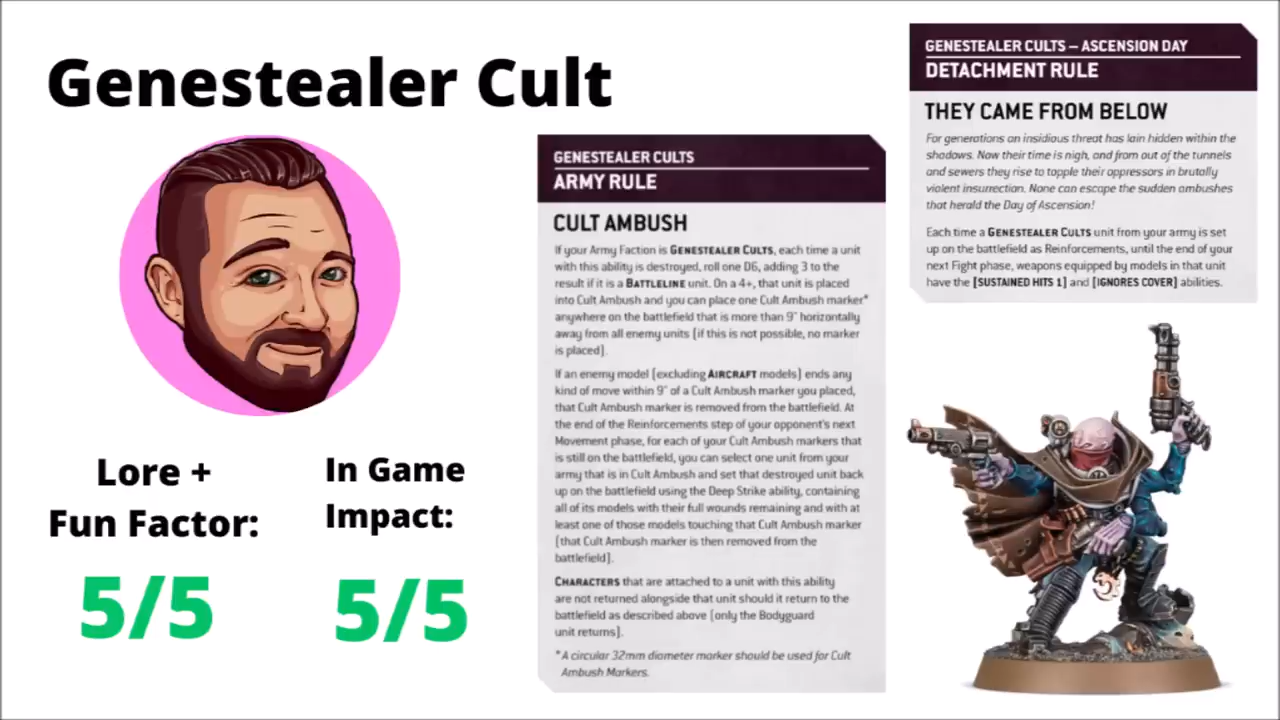 Genestealer Cult
Lore +
Fun Factor:
5/5
In Game
Impact:
5/5
GENESTEALER CULTS
ARMY RULE
CULT AMBUSH
If your Army Faction is GENESTEALER CULTS, each time a unit
with this ability is destroyed, roll one D6, adding 3 to the
result if it is a BATTLELINE unit. On a 4+, that unit is placed
into Cult Ambush and you can place one Cult Ambush marker*
anywhere on the battlefield that is more than 9" horizontally
away from all enemy units (if this is not possible, no marker
is placed).
If an enemy model (excluding AIRCRAFT models) ends any
kind of move within 9" of a Cult Ambush marker you placed,
that Cult Ambush marker is removed from the battlefield. At
the end of the Reinforcements step of your opponent's next
Movement phase, for each of your Cult Ambush markers that
is still on the battlefield, you can select one unit from your
army that is in Cult Ambush and set that destroyed unit back
up on the battlefield using the Deep Strike ability, containing
all of its models with their full wounds remaining and with at
least one of those models touching that Cult Ambush marker
(that Cult Ambush marker is then removed from the
battlefield).
CHARACTERS that are attached to a unit with this ability
are not returned alongside that unit should it return to the
battlefield as described above (only the Bodyguard
unit returns).
*A circular 32mm diameter marker should be used for Cult
Ambush Markers.
GENESTEALER CULTS – ASCENSION DAY
DETACHMENT RULE
THEY CAME FROM BELOW
For generations an insidious threat has lain hidden within the
shadows. Now their time is nigh, and from out of the tunnels
and sewers they rise to topple their oppressors in brutally
violent insurrection. None can escape the sudden ambushes
that herald the Day of Ascension!
Each time a GENESTEALER CULTS unit from your army is set
up on the battlefield as Reinforcements, until the end of your
next Fight phase, weapons equipped by models in that unit
have the [SUSTAINED HITS 1] and [IGNORES COVER] abilities.